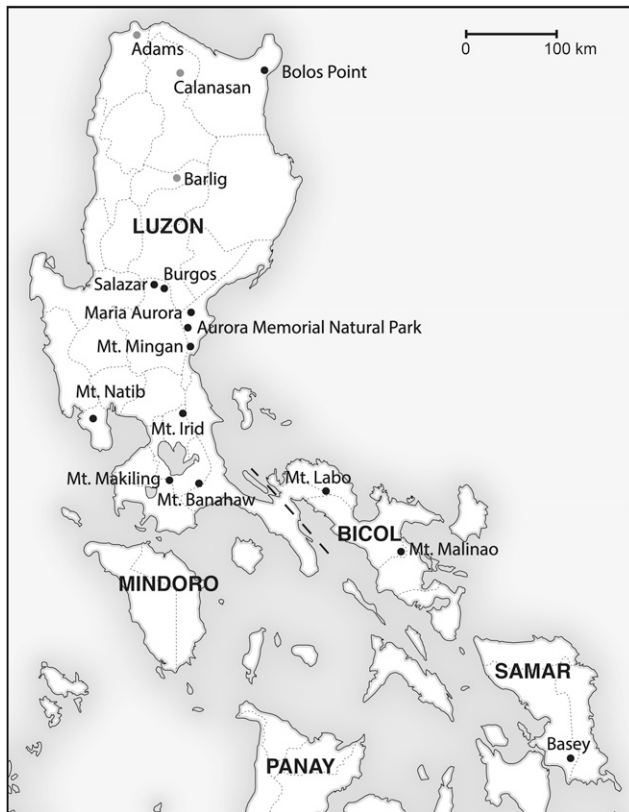 Adams
0 100 km
Bolos Point
Calanasan
Barlig
LUZON
Salazar
Burgos
Maria Aurora
Aurora Memorial Natural Park
Mt. Mingan
Mt. Natib
Mt. Irid
Mt. Makiling
Mt. Banahaw
Mt. Labo
BICOL
Mt. Malinao
MINDORO
SAMAR
Basey
PANAY